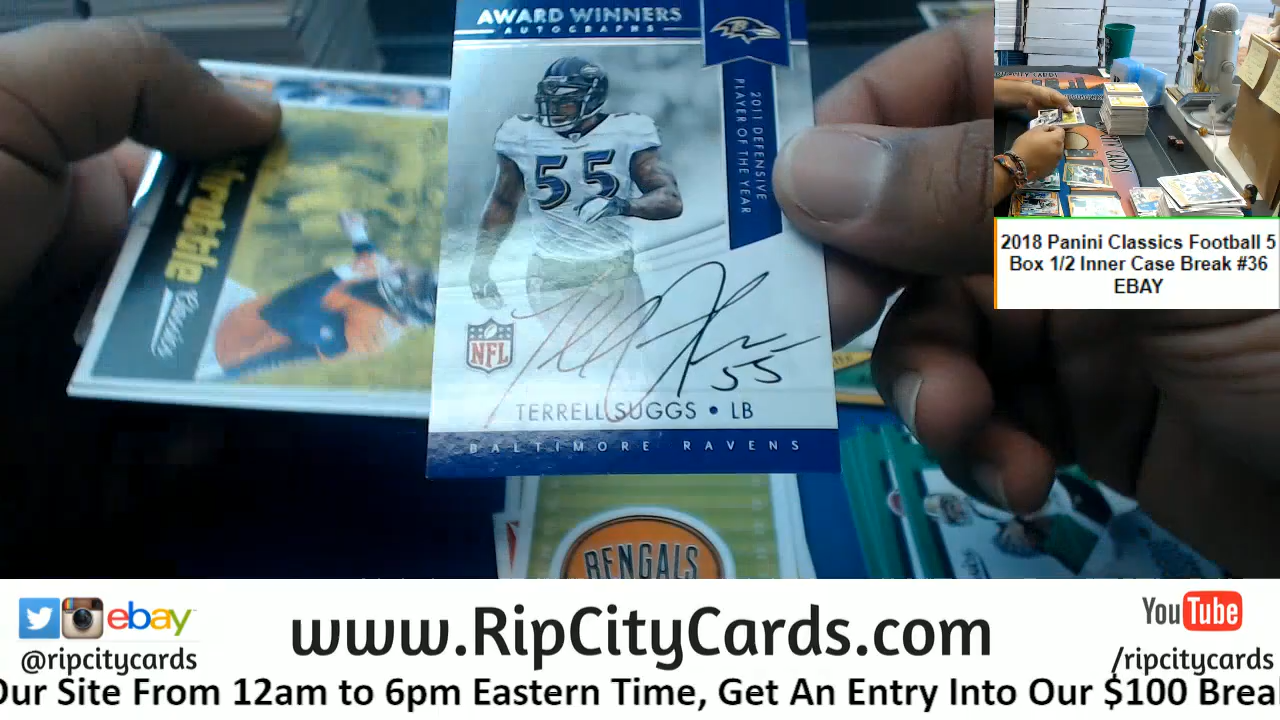 AWARD WINNERS
AUTOGRAPHS
2011 DEFENSIVE
PLAYER OF THE YEAR
55
NFL
55
TERRELL SUGGS • LB
BALTIMORE RAVENS
Classics
BENGALS
2018 Panini Classics Football 5
Box 1/2 Inner Case Break #36
EBAY
ebay
@ripcitycards
www.RipCityCards.com
YouTube
/ripcitycards
Our Site From 12am to 6pm Eastern Time, Get An Entry Into Our $100 Brea